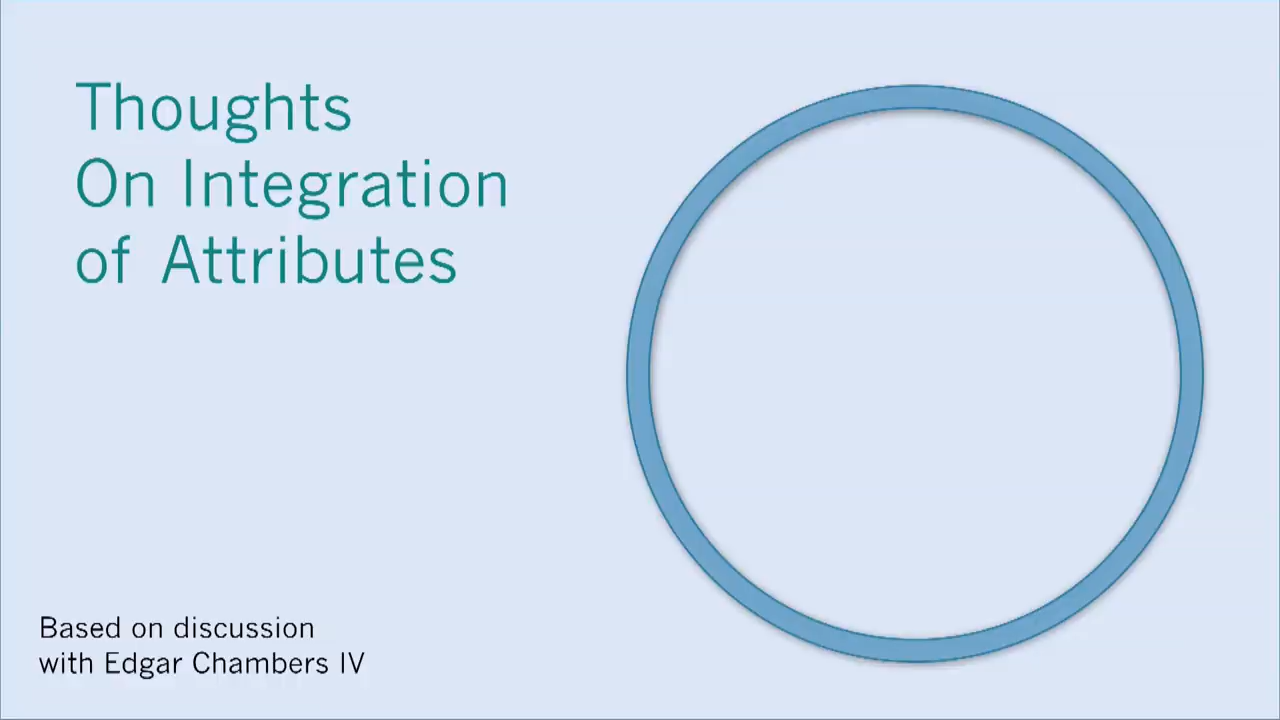 Thoughts
On Integration
of Attributes
Based on discussion
with Edgar Chambers IV